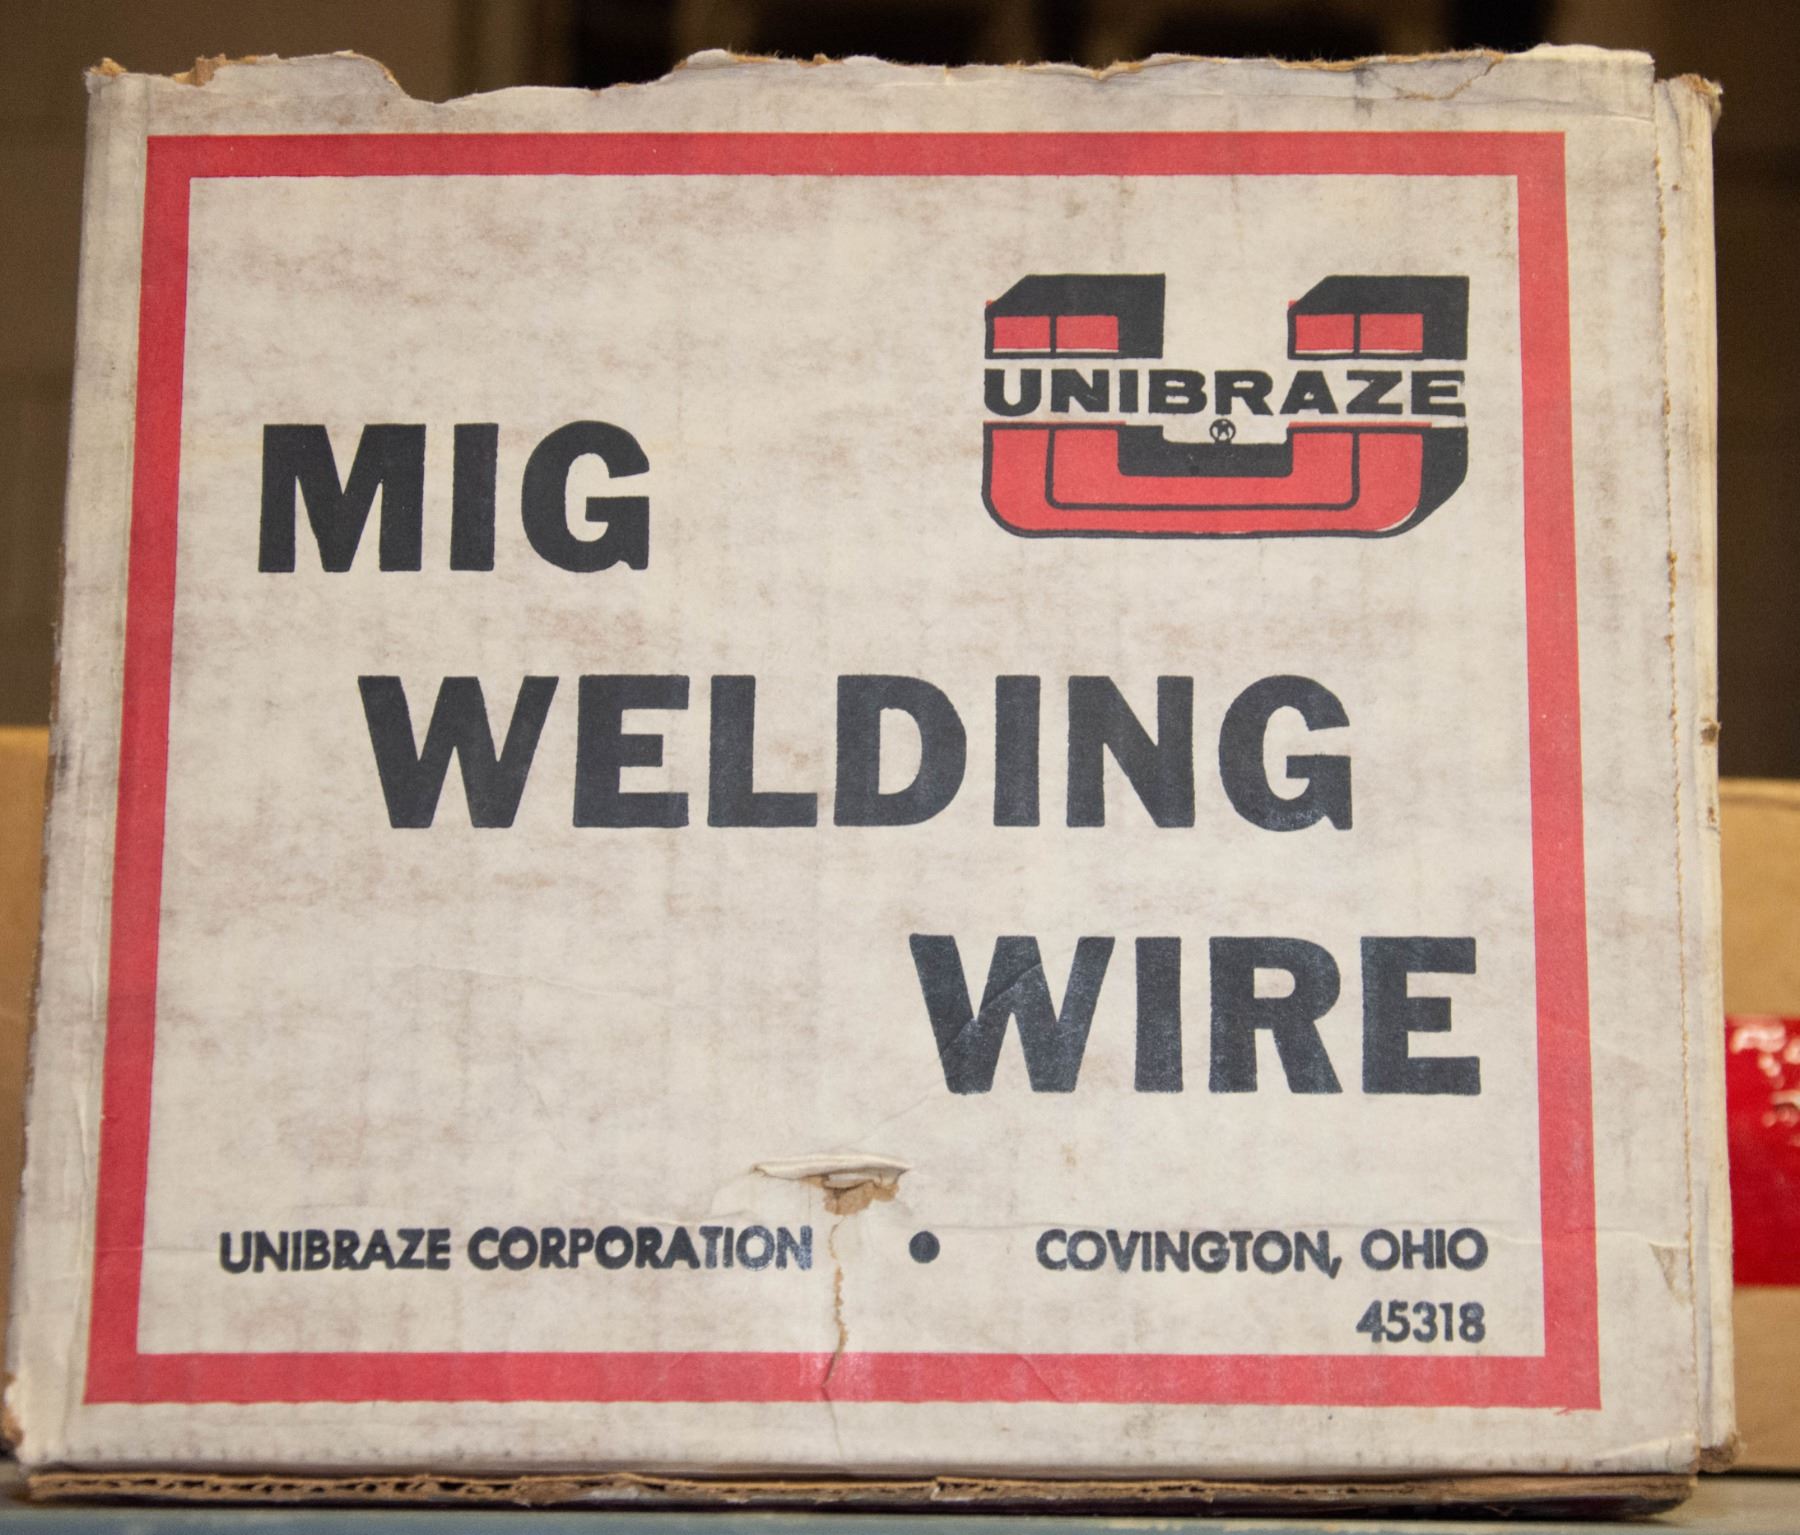 UNIBRAZE
MIG
WELDING
WIRE
UNIBRAZE CORPORATION • COVINGTON, OHIO
45318